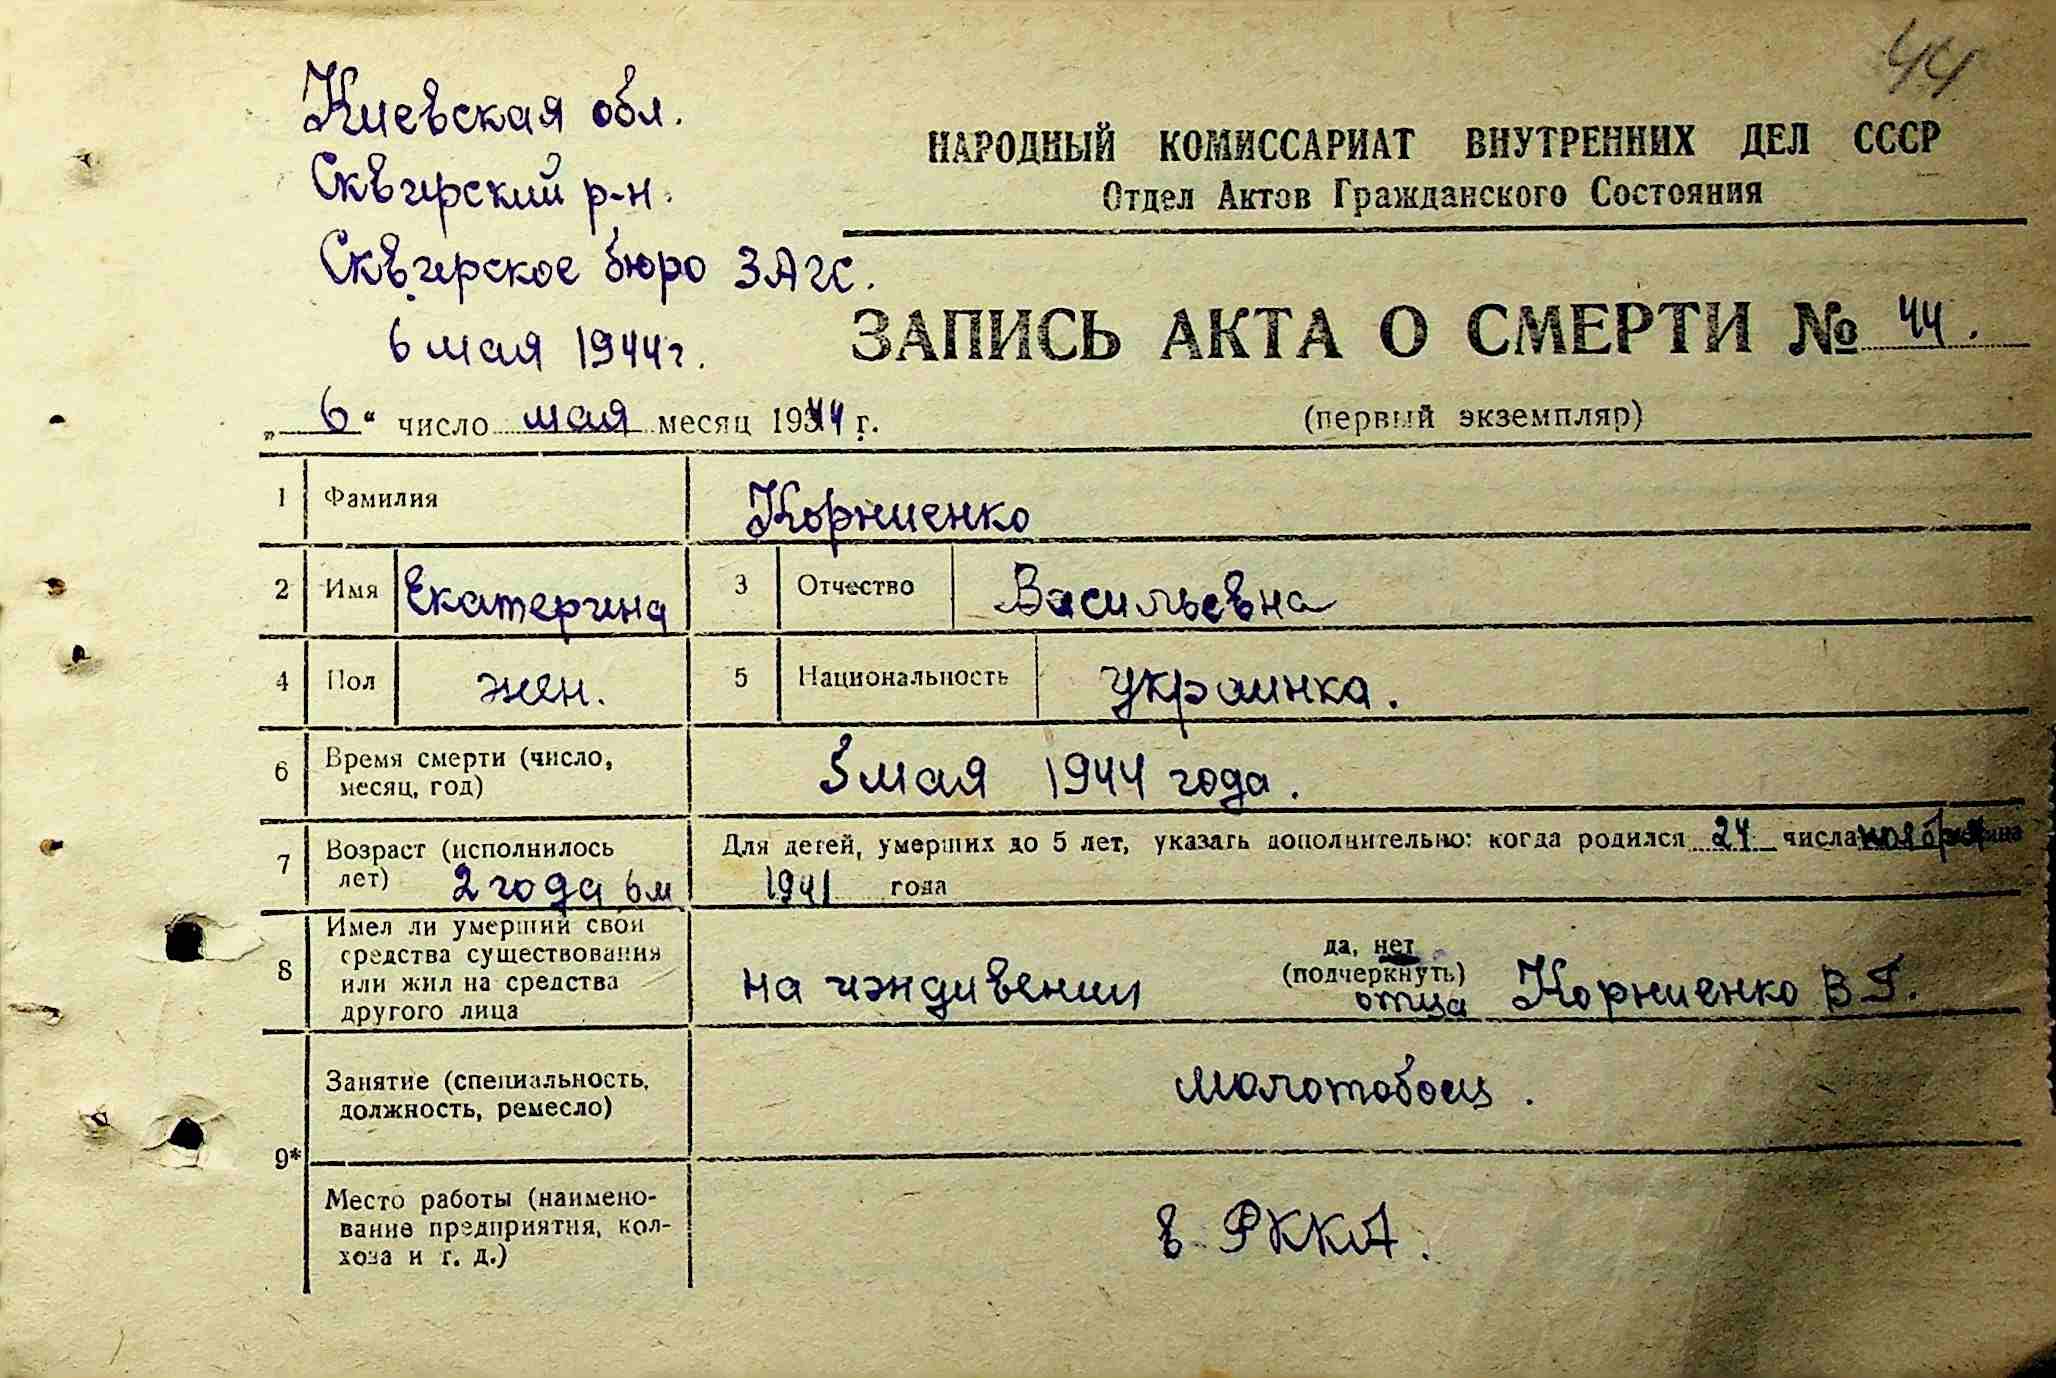 44
Киевская обл.
Сквирский р-н.
Сквирское бюро ЗАГС.
6 мая 1944 г.
НАРОДНЫЙ КОМИССАРИАТ ВНУТРЕННИХ ДЕЛ СССР
Отдел Актов Гражданского Состояния
ЗАПИСЬ АКТА О СМЕРТИ № 44.
„ 6 “ число мая месяц 1944 г.
(первый экземпляр)
1 Фамилия Корниенко
2 Имя Екатерина 3 Отчество Васильевна
4 Пол жен. 5 Национальность украинка.
6 Время смерти (число, месяц, год) 5 мая 1944 года.
7 Возраст (исполнилось лет) 2 года 6 м
Для детей, умерших до 5 лет, указать дополнительно: когда родился 24 числа ноября
1941 года
8 Имел ли умерший свои средства существования или жил на средства другого лица
да, нет
(подчеркнуть)
на иждивении отца Корниенко В Г.
9* Занятие (специальность, должность, ремесло) молотобоец.
Место работы (наименование предприятия, колхоза и т. д.) в РККА.